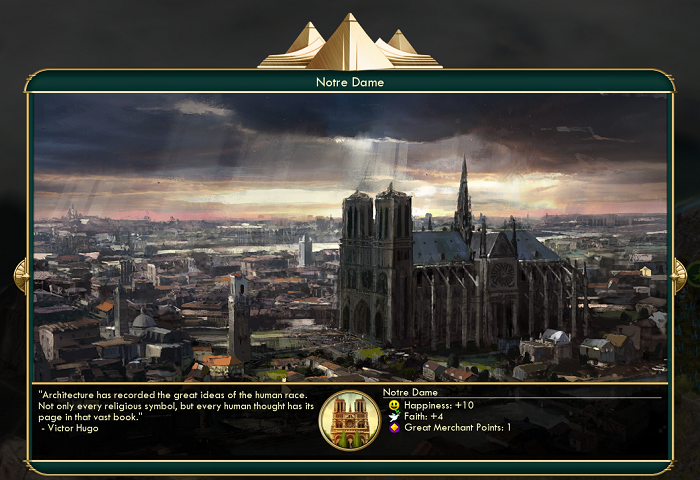 Notre Dame
"Architecture has recorded the great ideas of the human race.
Not only every religious symbol, but every human thought has its
page in that vast book."
- Victor Hugo
Notre Dame
Happiness: +10
Faith: +4
Great Merchant Points: 1